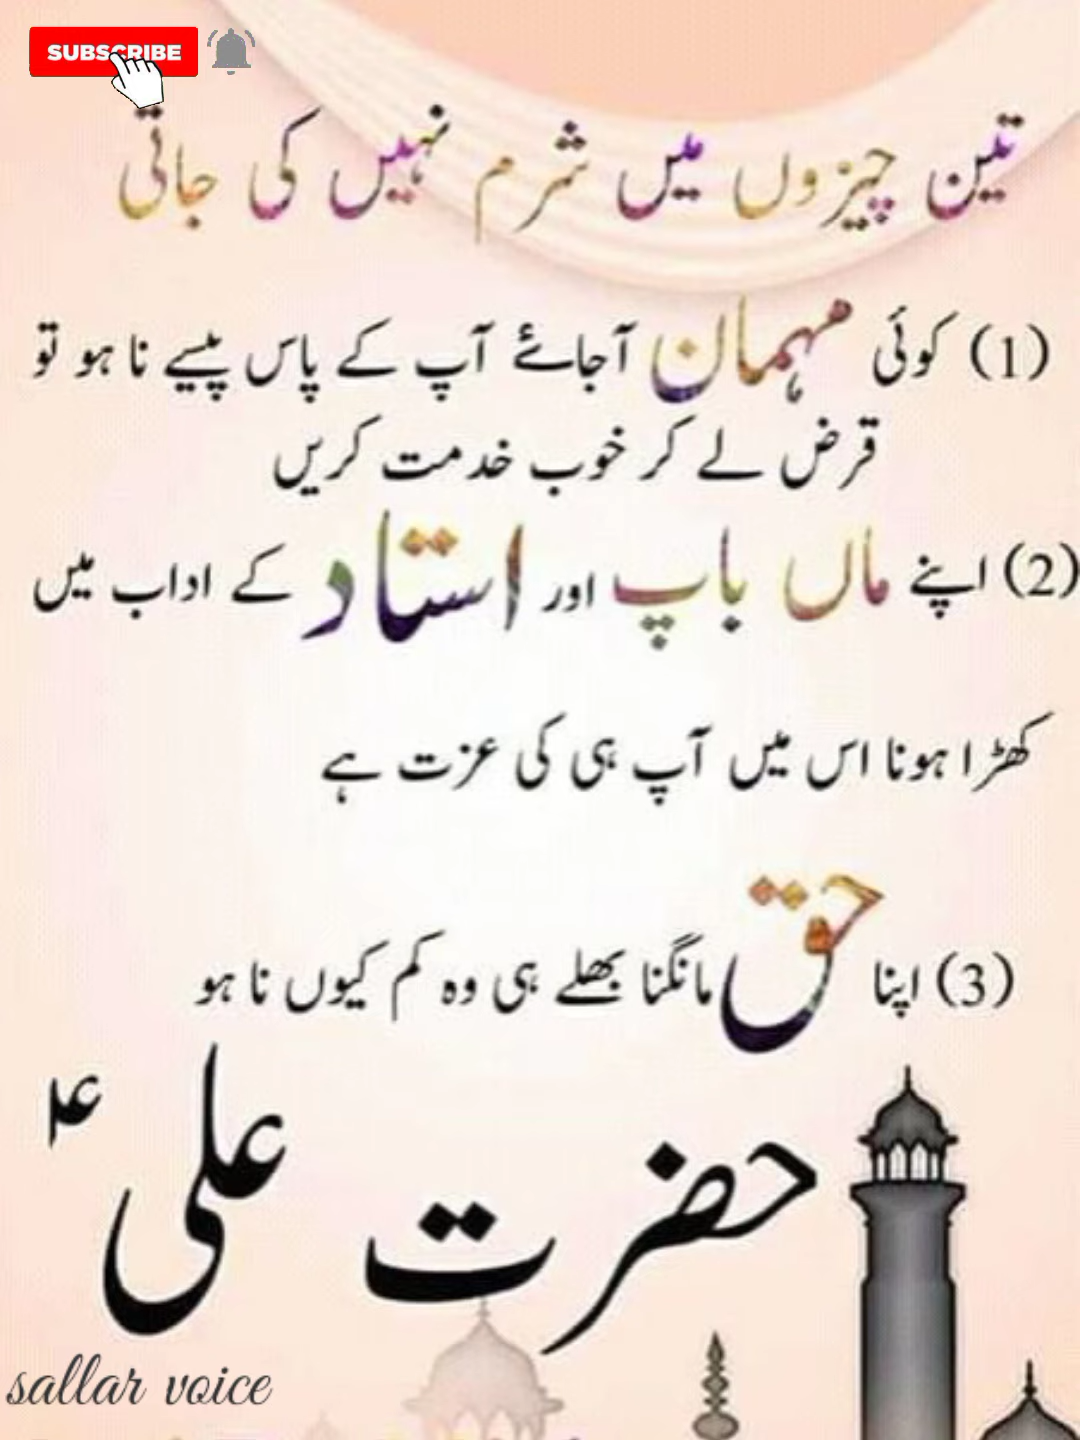 SUBSCRIBE
تین چیزوں میں شرم نہیں کی جاتی
(1) کوئی مہمان آجائے آپ کے پاس پیسے نا ہو تو
قرض لے کر خوب خدمت کریں
(2) اپنے ماں باپ اور استاد کے اداب میں
کھڑا ہونا اس میں آپ ہی کی عزت ہے
(3) اپنا حق مانگنا بھلے ہی وہ کم کیوں نا ہو
حضرت علی ؑ
sallar voice